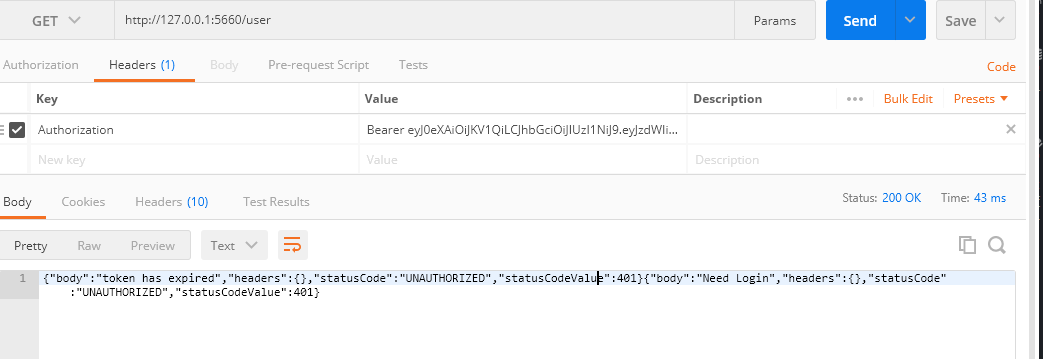 GET http://127.0.0.1:5660/user Params Send Save
Authorization Headers (1) Body Pre-request Script Tests Code
Key Value Description Bulk Edit Presets
Authorization Bearer eyJ0eXAiOiJKV1QiLCJhbGciOiJIUzI1NiJ9.eyJzdWIi...
New key Value Description
Body Cookies Headers (10) Test Results Status: 200 OK Time: 43 ms
Pretty Raw Preview Text
1 {"body":"token has expired","headers":{},"statusCode":"UNAUTHORIZED","statusCodeValue":401}{"body":"Need Login","headers":{},"statusCode"
:"UNAUTHORIZED","statusCodeValue":401}